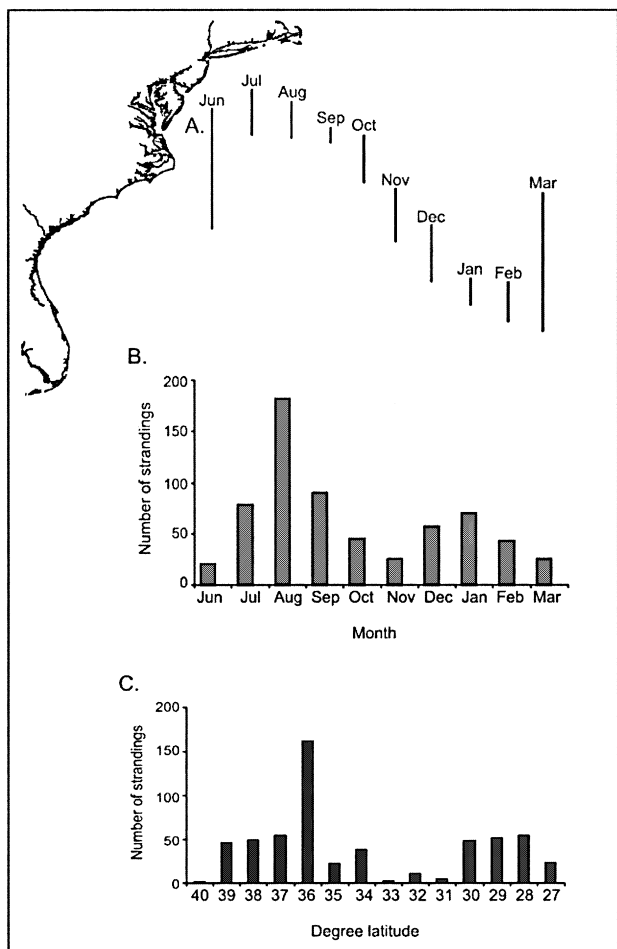 Jul
Aug
Jun
A.
Sep
Oct
Nov
Mar
Dec
Jan
Feb
B.
Number of strandings
200
150
100
50
0
Jun Jul Aug Sep Oct Nov Dec Jan Feb Mar
Month
C.
Number of strandings
200
150
100
50
0
40 39 38 37 36 35 34 33 32 31 30 29 28 27
Degree latitude